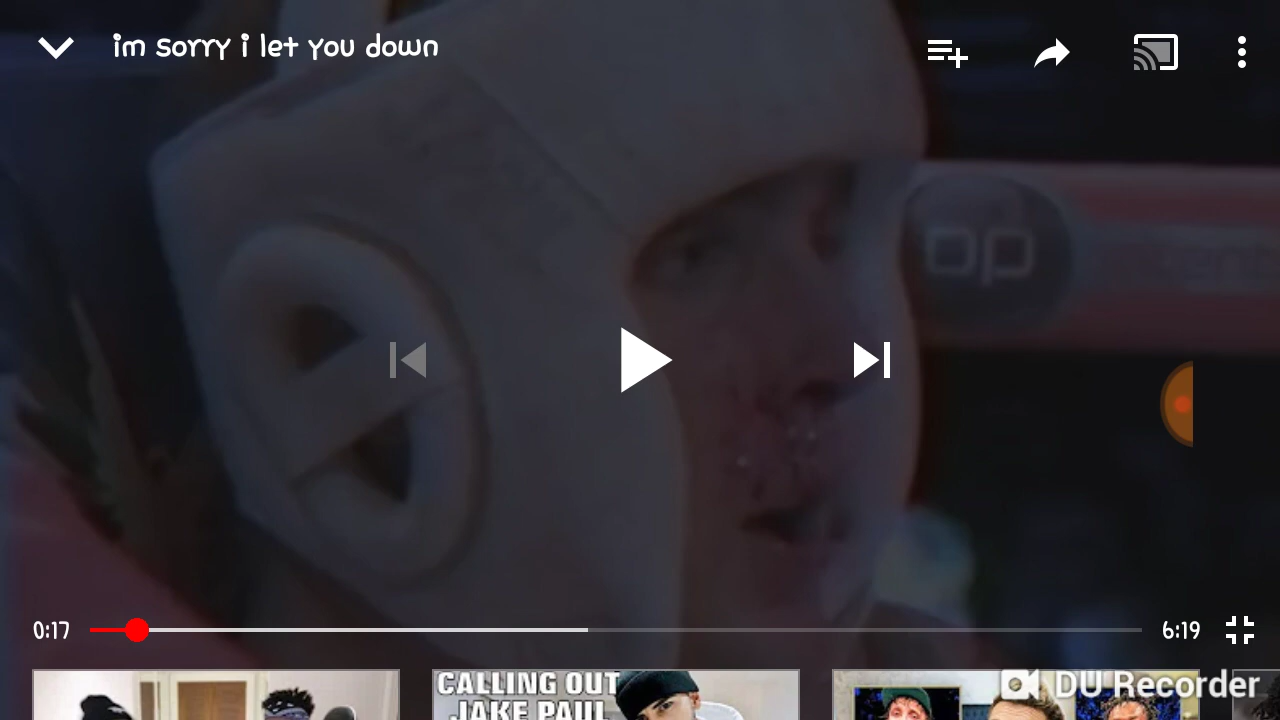 im sorry i let you down
0:17
6:19
CALLING OUT
JAKE PAUL
DU Recorder